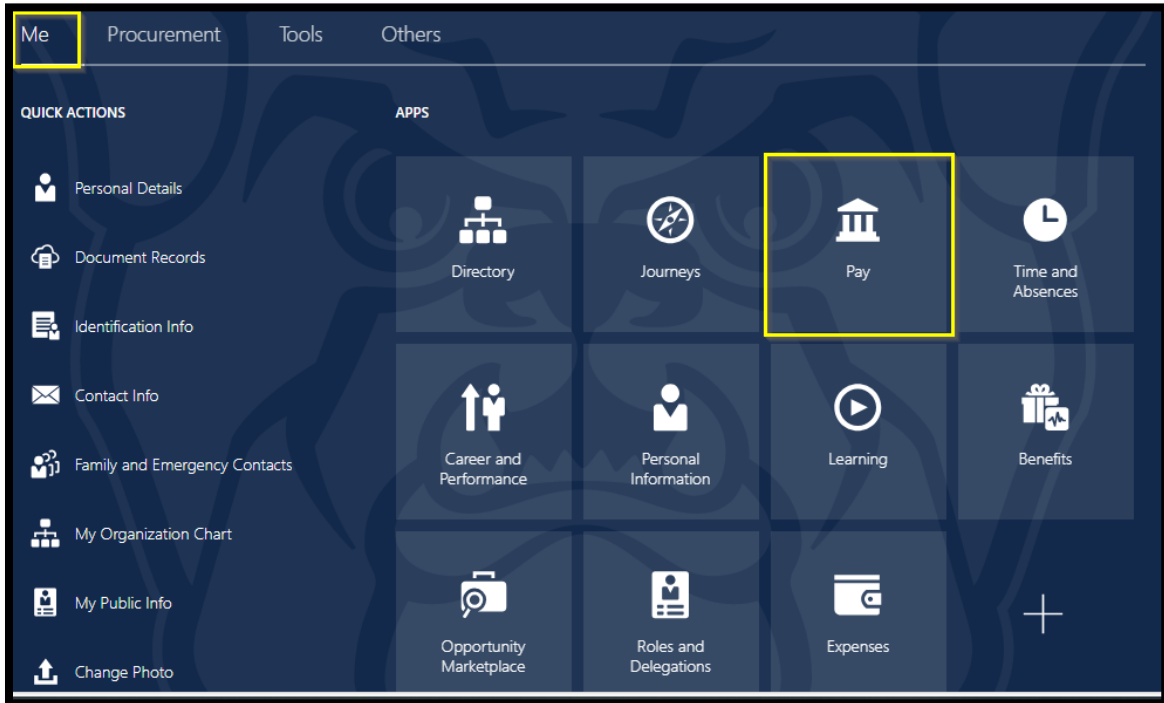 Me
Procurement
Tools
Others
QUICK ACTIONS
Personal Details
Document Records
Identification Info
Contact Info
Family and Emergency Contacts
My Organization Chart
My Public Info
Change Photo
APPS
Directory
Journeys
Pay
Time and
Absences
Career and
Performance
Personal
Information
Learning
Benefits
Opportunity
Marketplace
Roles and
Delegations
Expenses